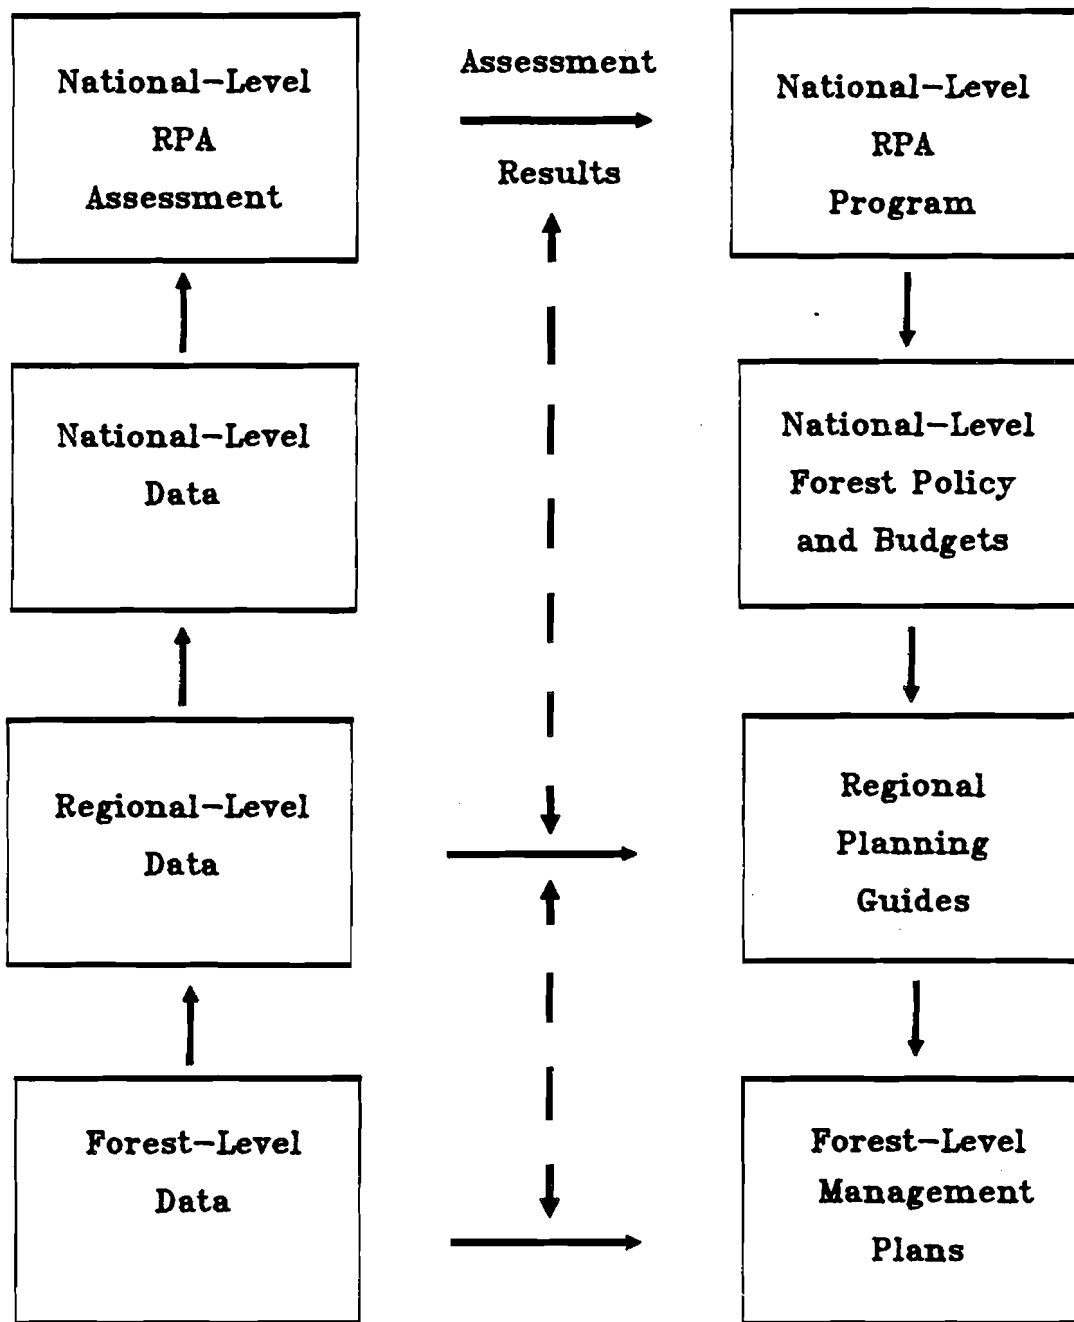 National-Level
RPA
Assessment
Assessment
Results
National-Level
RPA
Program
National-Level
Data
National-Level
Forest Policy
and Budgets
Regional-Level
Data
Regional
Planning
Guides
Forest-Level
Data
Forest-Level
Management
Plans